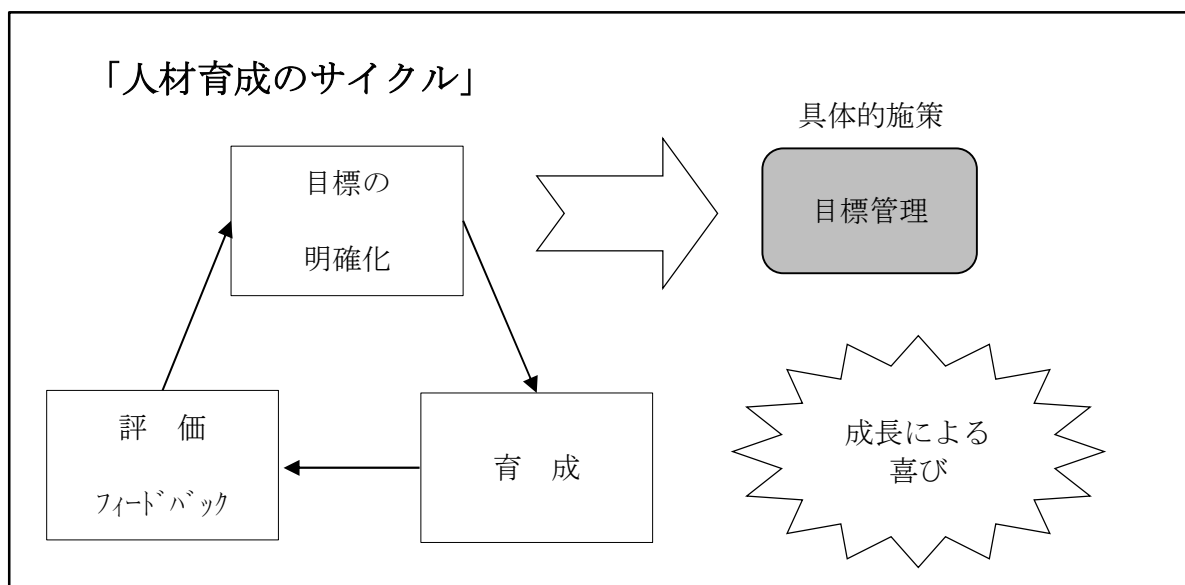 「人材育成のサイクル」
具体的施策
目標の
明確化
目標管理
評　価
フィードバック
育　成
成長による
喜び